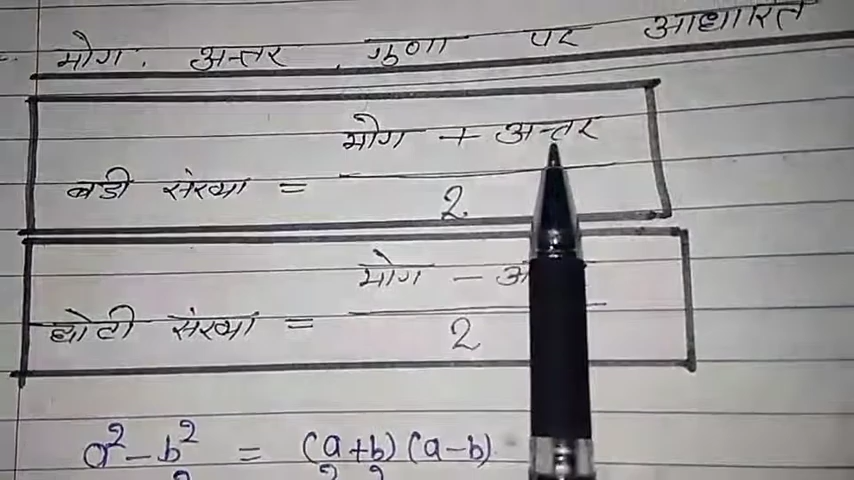 योग. अन्तर. गुणा पर आधारित
बडी संख्या = योग + अन्तर / 2
छोटी संख्या = योग - अ / 2
a² - b² = (a+b) (a-b)